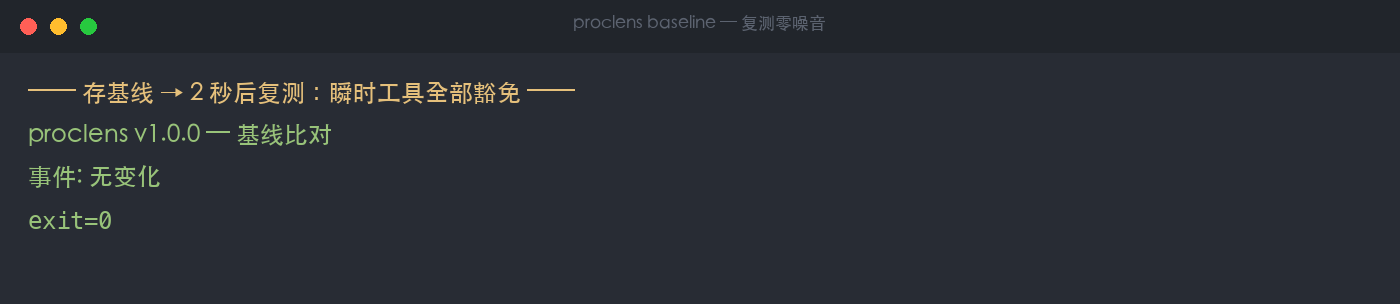 proclens baseline — 复测零噪音
—— 存基线 → 2 秒后复测：瞬时工具全部豁免 ——
proclens v1.0.0 — 基线比对
事件: 无变化
exit=0